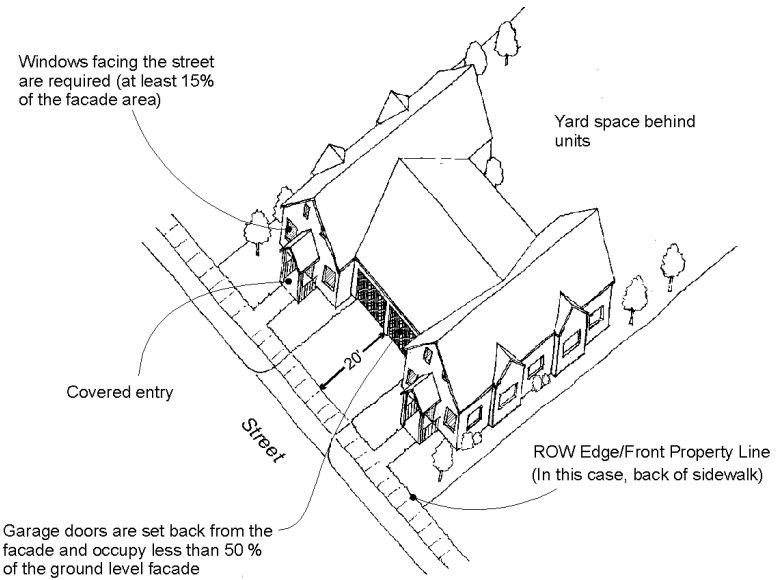 Windows facing the street
are required (at least 15%
of the facade area)
Yard space behind
units
Covered entry
20'
Street
ROW Edge/Front Property Line
(In this case, back of sidewalk)
Garage doors are set back from the
facade and occupy less than 50 %
of the ground level facade